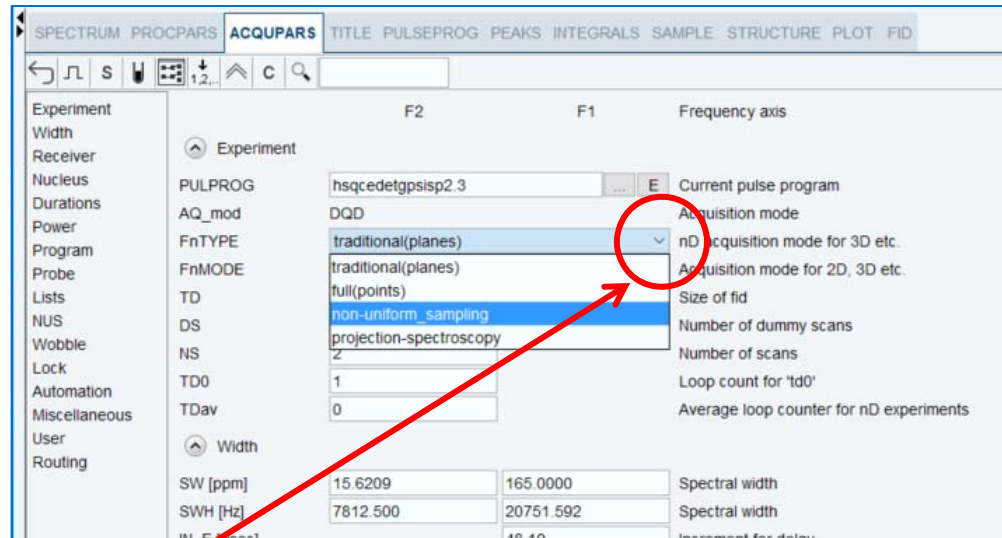 SPECTRUM PROCPARS ACQUPARS TITLE PULSEPROG PEAKS INTEGRALS SAMPLE STRUCTURE PLOT FID
S 1,2,.. C
Experiment
Width
Receiver
Nucleus
Durations
Power
Program
Probe
Lists
NUS
Wobble
Lock
Automation
Miscellaneous
User
Routing
F2 F1 Frequency axis
Experiment
PULPROG hsqcedetgpsisp2.3 ... E Current pulse program
AQ_mod DQD Acquisition mode
FnTYPE traditional(planes) nD acquisition mode for 3D etc.
FnMODE traditional(planes) Acquisition mode for 2D, 3D etc.
full(points)
TD Size of fid
non-uniform_sampling
DS Number of dummy scans
projection-spectroscopy
NS 2 Number of scans
TD0 1 Loop count for 'td0'
TDav 0 Average loop counter for nD experiments
Width
SW [ppm] 15.6209 165.0000 Spectral width
SWH [Hz] 7812.500 20751.592 Spectral width